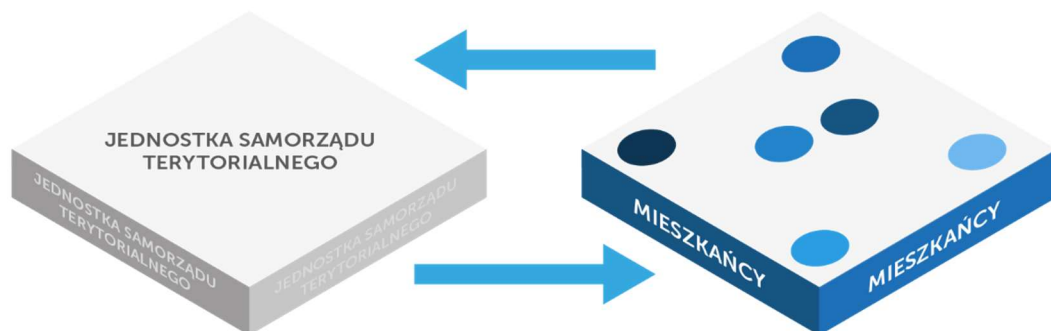 JEDNOSTKA SAMORZĄDU
TERYTORIALNEGO
JEDNOSTKA SAMORZĄDU
TERYTORIALNEGO
JEDNOSTKA SAMORZĄDU
TERYTORIALNEGO
MIESZKAŃCY
MIESZKAŃCY